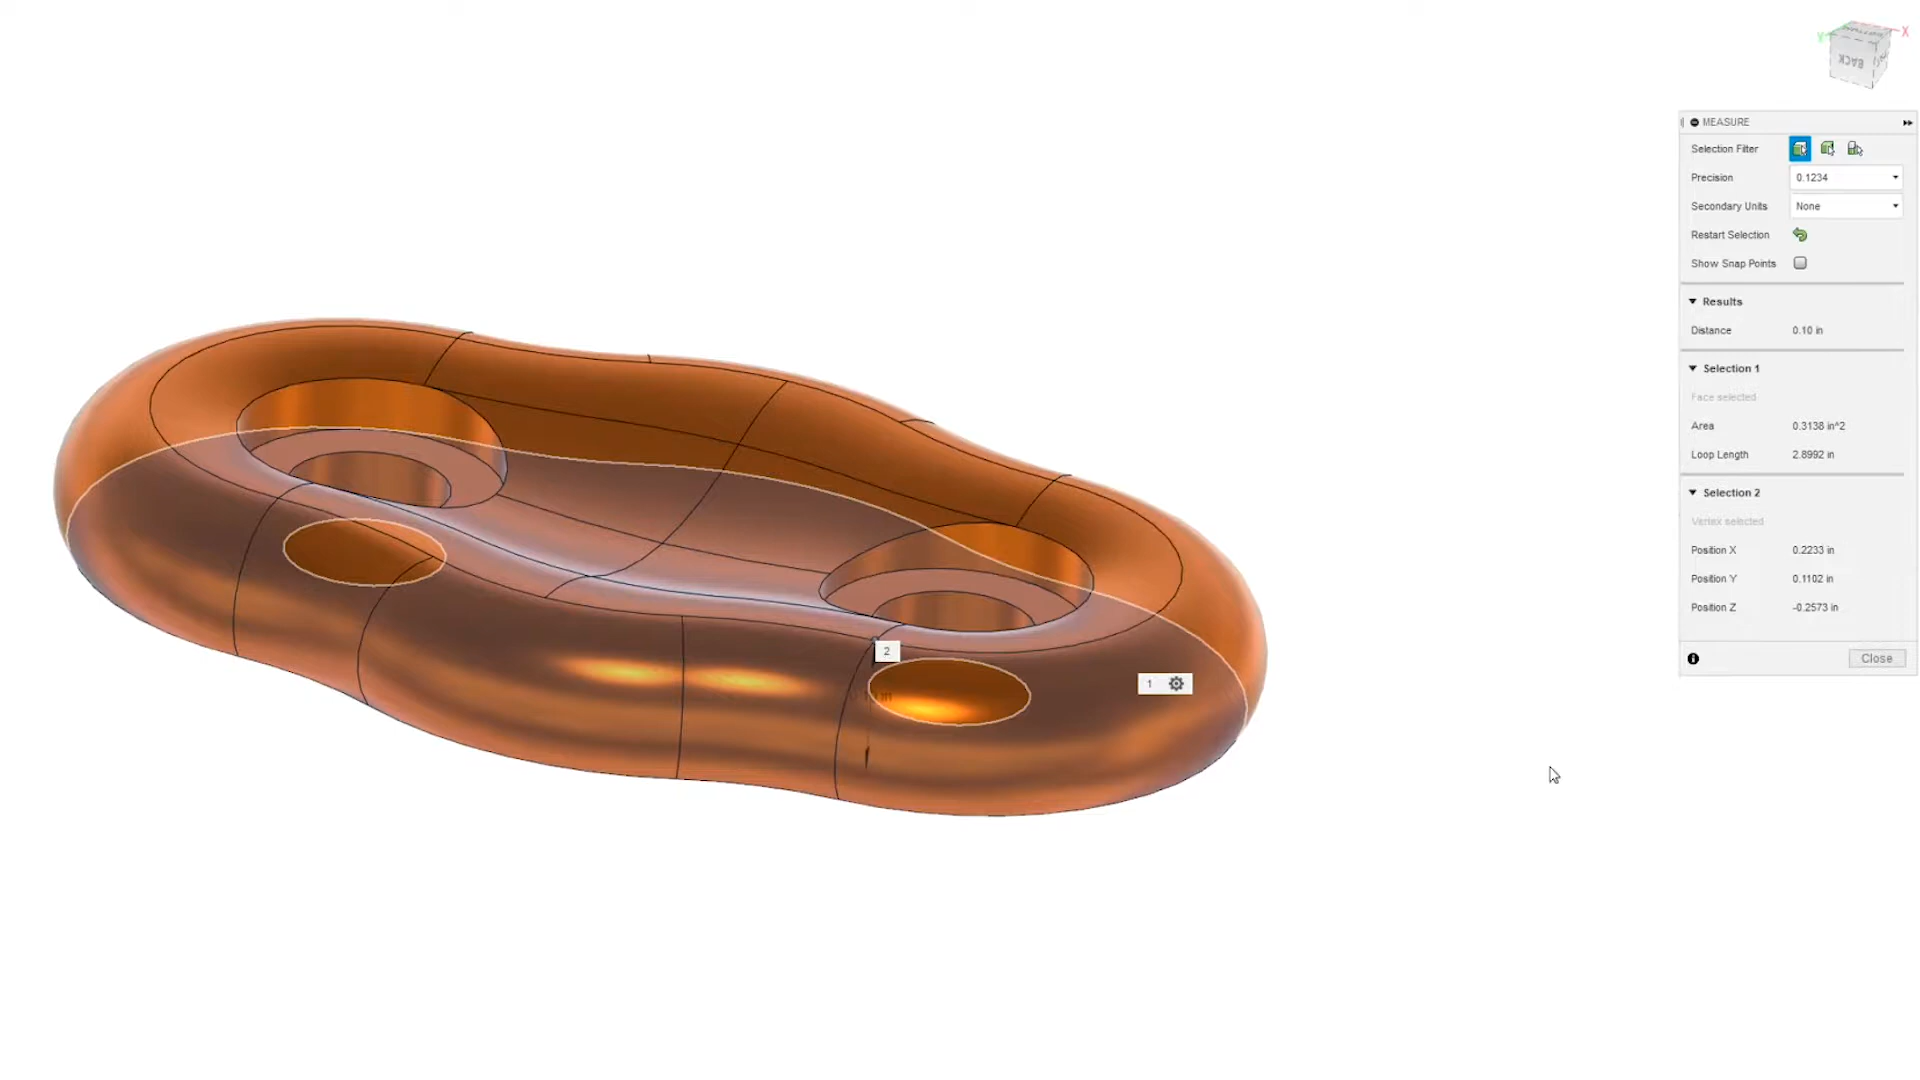 X
Y
BOTTOM
BACK
MEASURE
Selection Filter
Precision 0.1234
Secondary Units None
Restart Selection
Show Snap Points
Results
Distance 0.10 in
Selection 1
Face selected
Area 0.3138 in^2
Loop Length 2.8992 in
Selection 2
Vertex selected
Position X 0.2233 in
Position Y 0.1102 in
Position Z -0.2573 in
Close
2
1